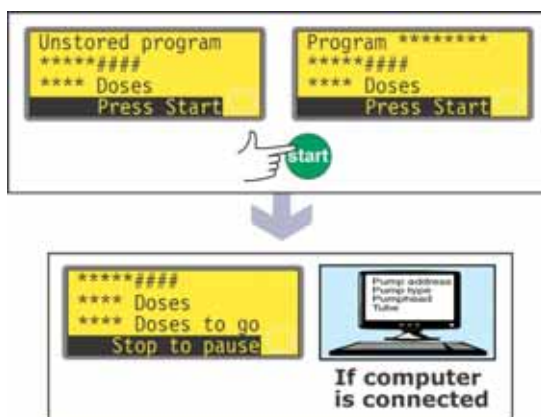 Unstored program
*****####
**** Doses
Press Start
Program ********
*****####
**** Doses
Press Start
start
*****####
**** Doses
**** Doses to go
Stop to pause
Pump address
Pump type
Pumphead
Tube
If computer
is connected